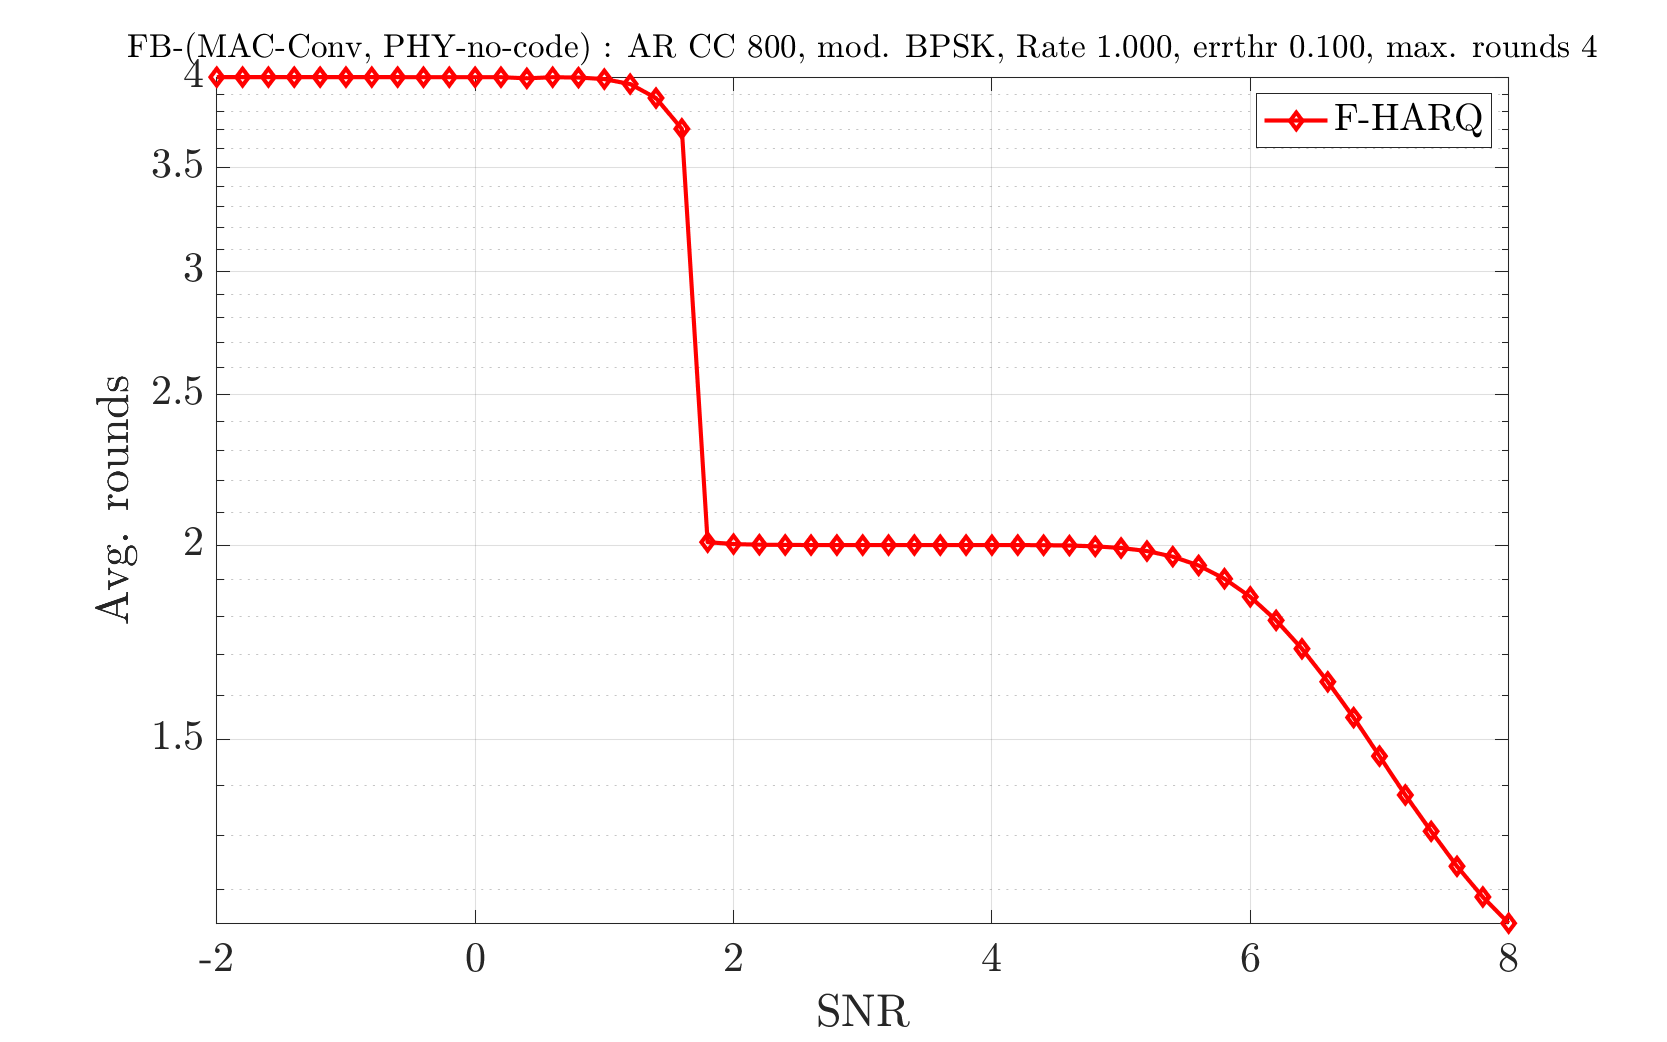 FB-(MAC-Conv, PHY-no-code) : AR CC 800, mod. BPSK, Rate 1.000, errthr 0.100, max. rounds 4
F-HARQ
4
3.5
3
2.5
2
1.5
Avg. rounds
-2 0 2 4 6 8
SNR